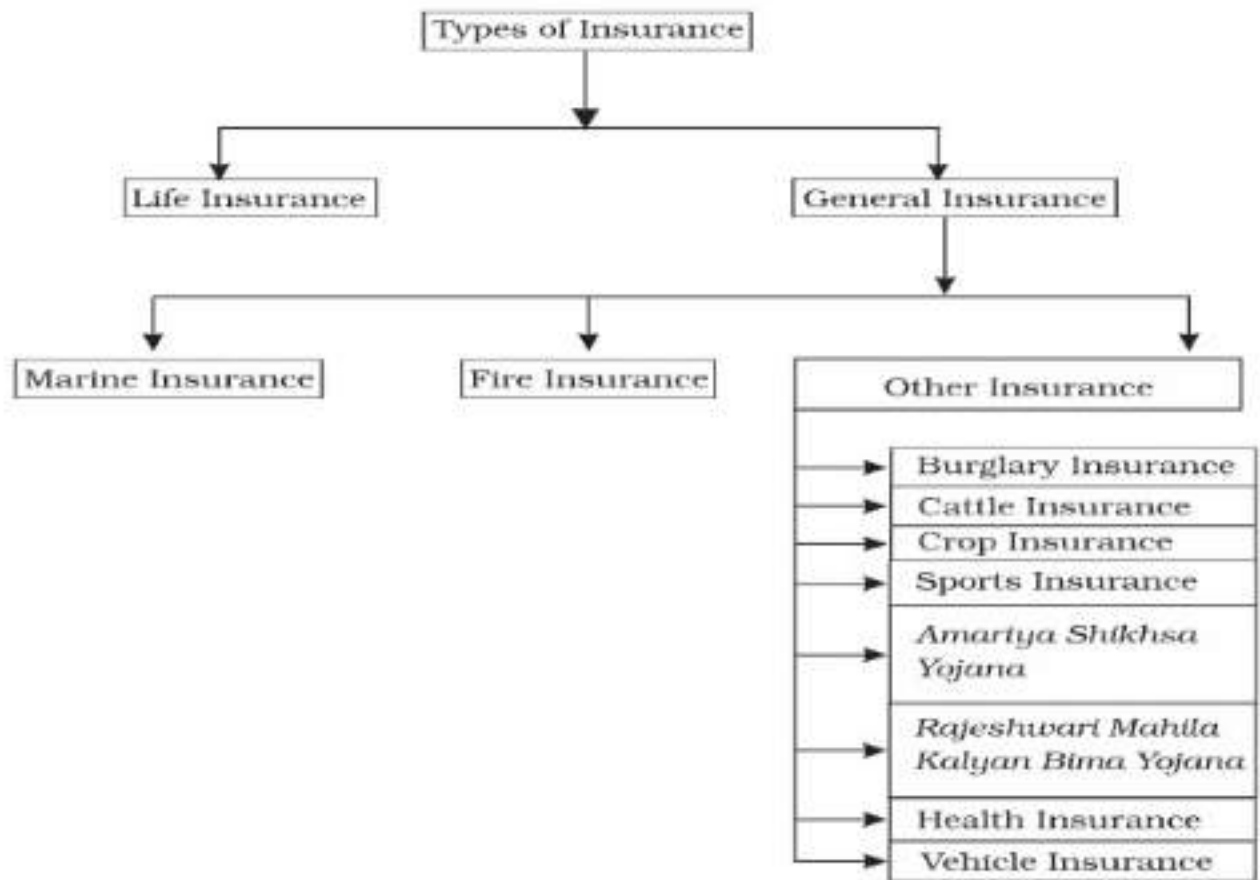 Types of Insurance
Life Insurance
General Insurance
Marine Insurance
Fire Insurance
Other Insurance
Burglary Insurance
Cattle Insurance
Crop Insurance
Sports Insurance
Amartya Shikhsa
Yojana
Rajeshwari Mahila
Kalyan Bima Yojana
Health Insurance
Vehicle Insurance